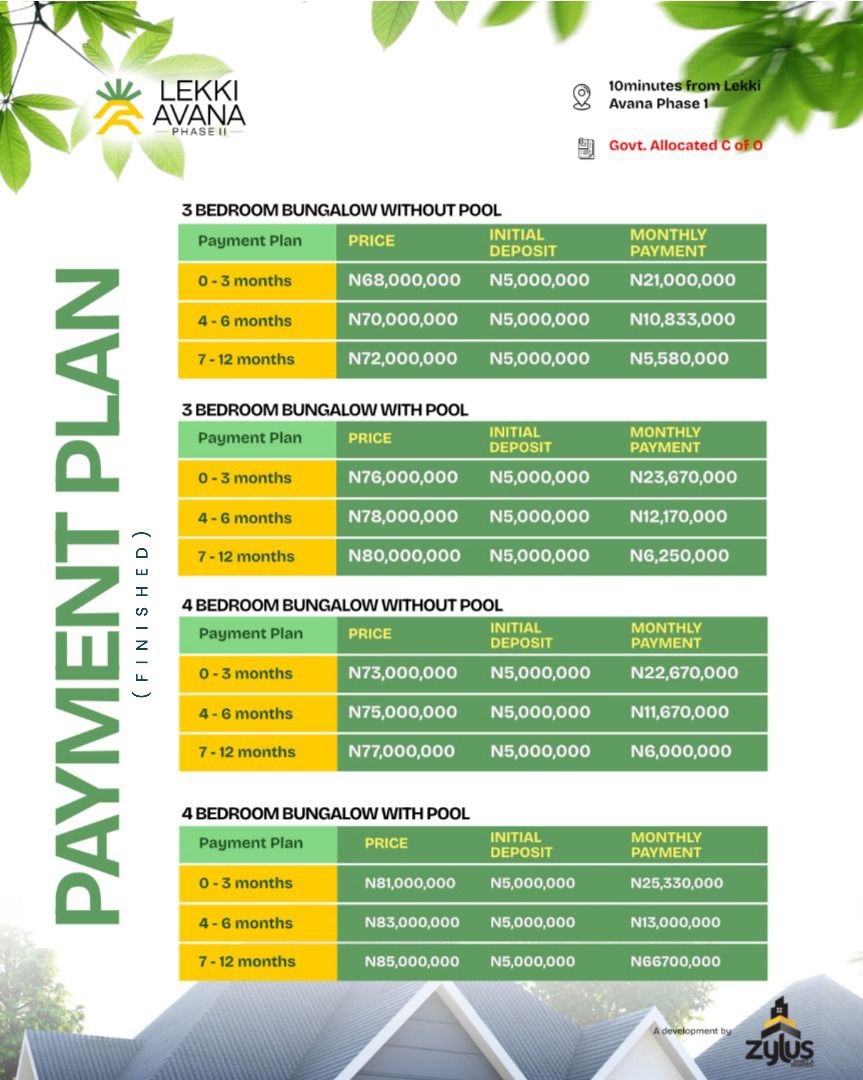 LEKKI
AVANA
PHASE II
10minutes from Lekki
Avana Phase 1
Govt. Allocated C of O
PAYMENT PLAN
(FINISHED)
3 BEDROOM BUNGALOW WITHOUT POOL
Payment Plan PRICE INITIAL DEPOSIT MONTHLY PAYMENT
0 - 3 months N68,000,000 N5,000,000 N21,000,000
4 - 6 months N70,000,000 N5,000,000 N10,833,000
7 - 12 months N72,000,000 N5,000,000 N5,580,000
3 BEDROOM BUNGALOW WITH POOL
Payment Plan PRICE INITIAL DEPOSIT MONTHLY PAYMENT
0 - 3 months N76,000,000 N5,000,000 N23,670,000
4 - 6 months N78,000,000 N5,000,000 N12,170,000
7 - 12 months N80,000,000 N5,000,000 N6,250,000
4 BEDROOM BUNGALOW WITHOUT POOL
Payment Plan PRICE INITIAL DEPOSIT MONTHLY PAYMENT
0 - 3 months N73,000,000 N5,000,000 N22,670,000
4 - 6 months N75,000,000 N5,000,000 N11,670,000
7 - 12 months N77,000,000 N5,000,000 N6,000,000
4 BEDROOM BUNGALOW WITH POOL
Payment Plan PRICE INITIAL DEPOSIT MONTHLY PAYMENT
0 - 3 months N81,000,000 N5,000,000 N25,330,000
4 - 6 months N83,000,000 N5,000,000 N13,000,000
7 - 12 months N85,000,000 N5,000,000 N66700,000
A development by
zylus